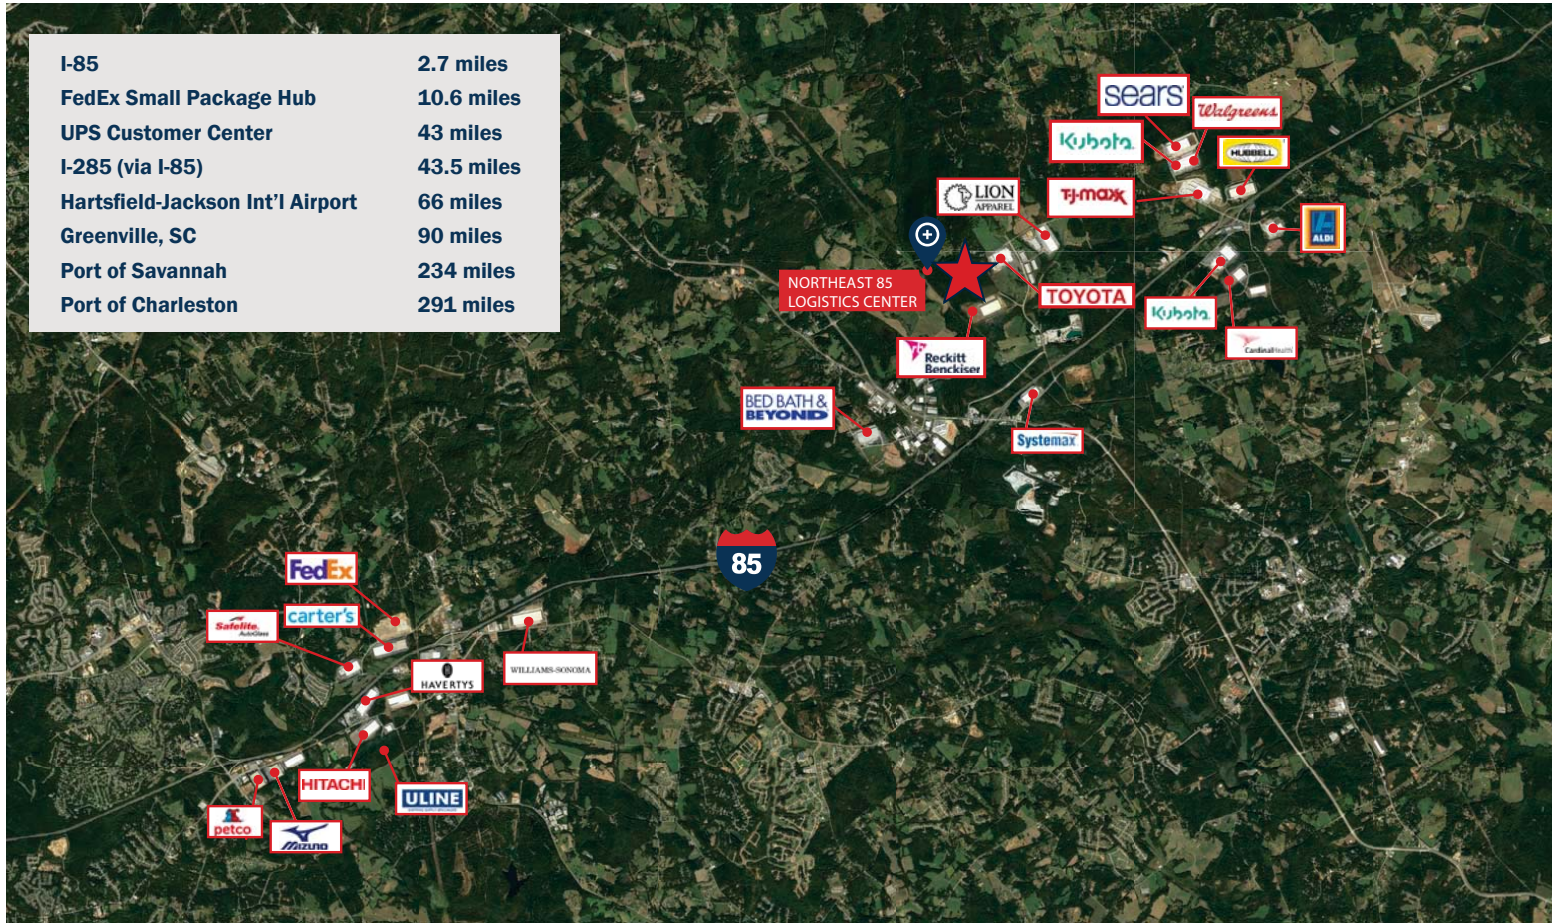 I-85 2.7 miles
FedEx Small Package Hub 10.6 miles
UPS Customer Center 43 miles
I-285 (via I-85) 43.5 miles
Hartsfield-Jackson Int'l Airport 66 miles
Greenville, SC 90 miles
Port of Savannah 234 miles
Port of Charleston 291 miles
sears
Walgreens
Kubota
HUBBELL
LION
APPAREL
T·J·maxx
ALDI
NORTHEAST 85
LOGISTICS CENTER
TOYOTA
Kubota
CardinalHealth
Reckitt
Benckiser
BED BATH &
BEYOND
Systemax
85
FedEx
carter's
Safelite
AutoGlass
HAVERTYS
WILLIAMS-SONOMA
HITACHI
ULINE
petco
MIZUNO